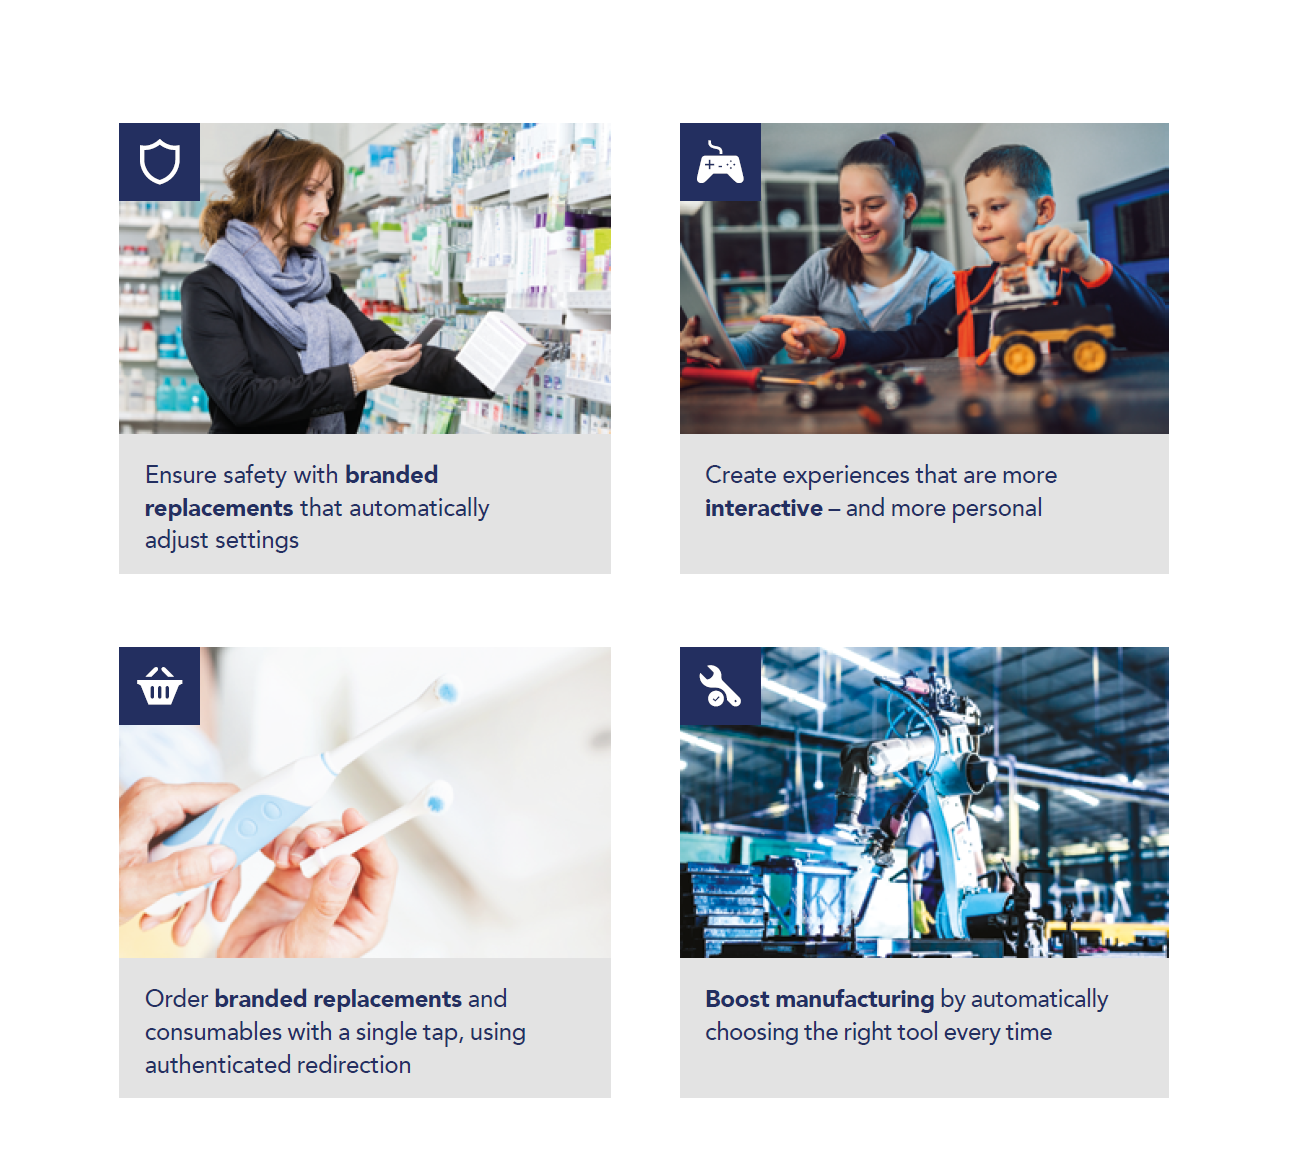 Ensure safety with branded
replacements that automatically
adjust settings
Create experiences that are more
interactive – and more personal
Order branded replacements and
consumables with a single tap, using
authenticated redirection
Boost manufacturing by automatically
choosing the right tool every time